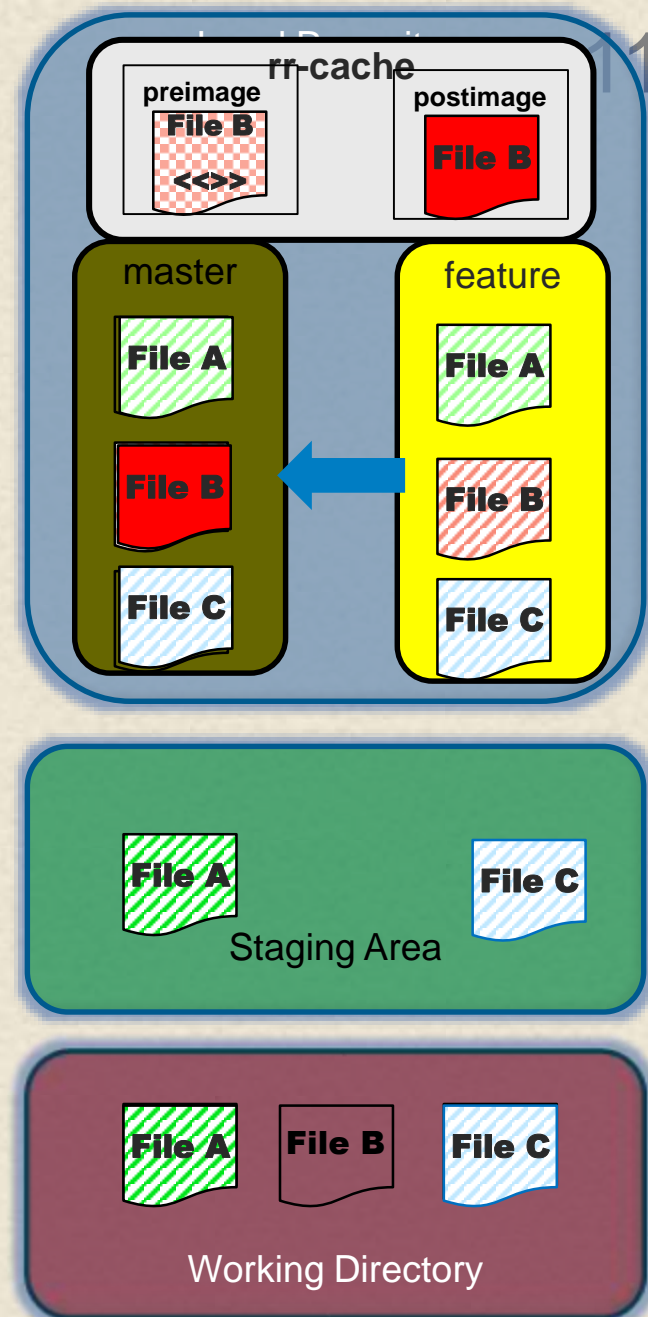 11
rr-cache
preimage
postimage
File B
<<>>
File B
master
feature
File A
File A
File B
File B
File C
File C
File A
File C
Staging Area
File A
File B
File C
Working Directory